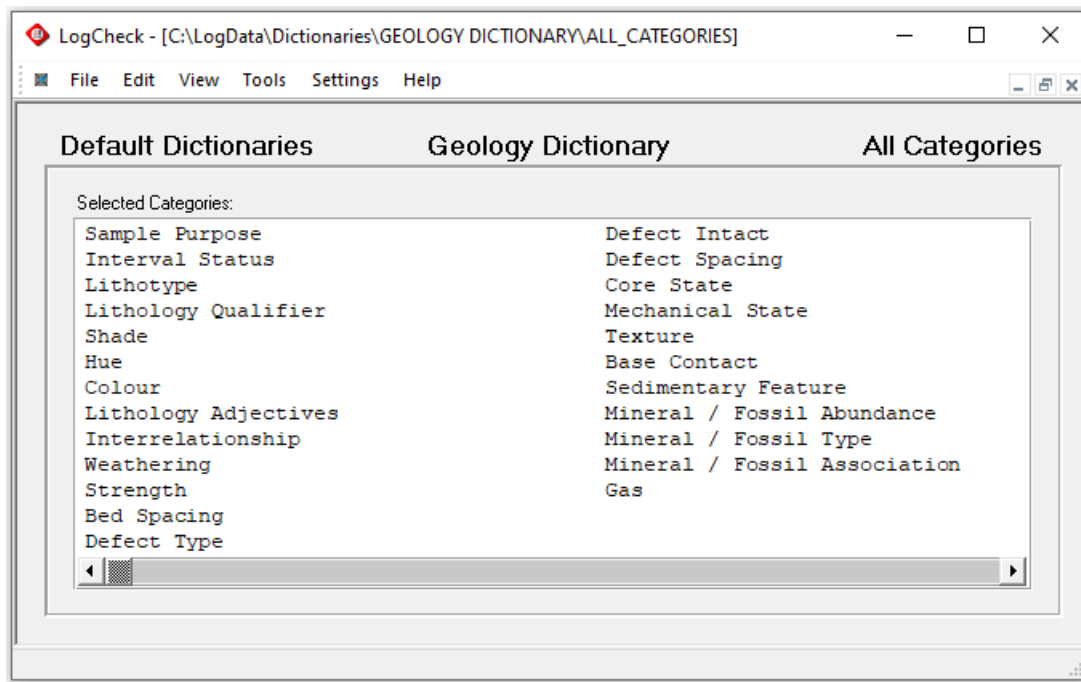 LogCheck - [C:\LogData\Dictionaries\GEOLOGY DICTIONARY\ALL_CATEGORIES]
File Edit View Tools Settings Help
Default Dictionaries Geology Dictionary All Categories
Selected Categories:
Sample Purpose
Interval Status
Lithotype
Lithology Qualifier
Shade
Hue
Colour
Lithology Adjectives
Interrelationship
Weathering
Strength
Bed Spacing
Defect Type
Defect Intact
Defect Spacing
Core State
Mechanical State
Texture
Base Contact
Sedimentary Feature
Mineral / Fossil Abundance
Mineral / Fossil Type
Mineral / Fossil Association
Gas